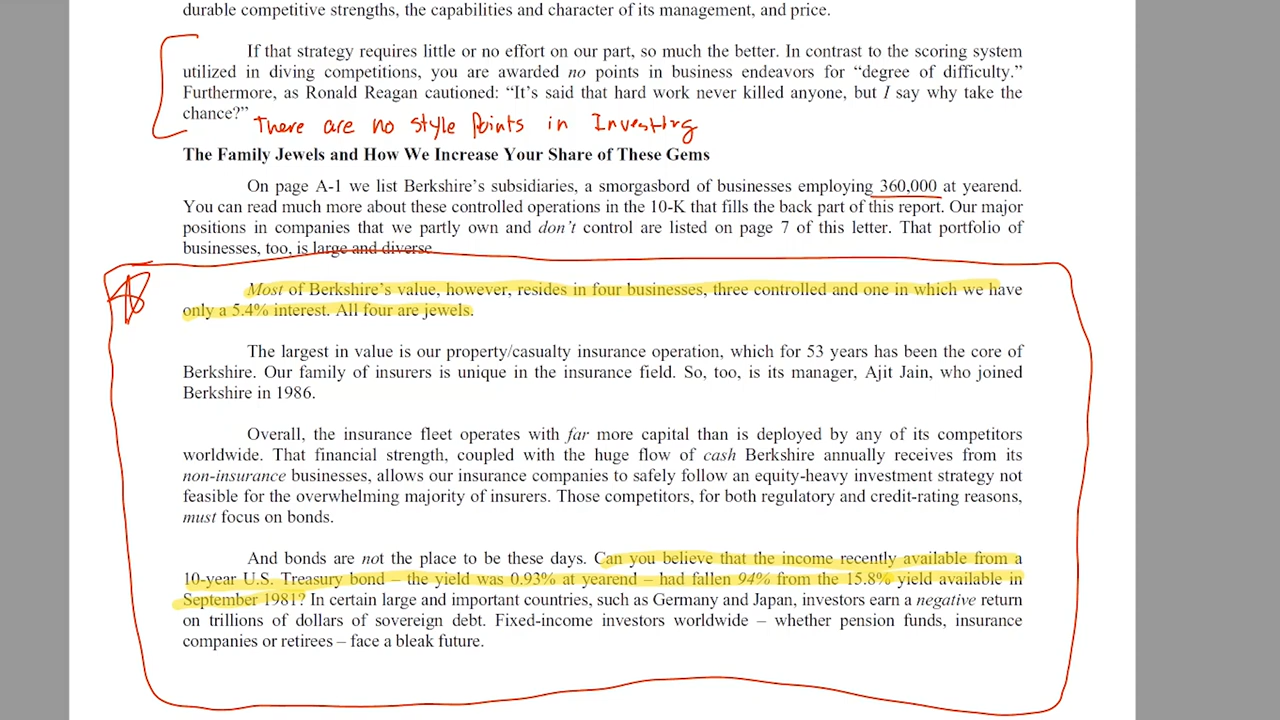 durable competitive strengths, the capabilities and character of its management, and price.
If that strategy requires little or no effort on our part, so much the better. In contrast to the scoring system
utilized in diving competitions, you are awarded no points in business endeavors for “degree of difficulty.”
Furthermore, as Ronald Reagan cautioned: “It’s said that hard work never killed anyone, but I say why take the
chance?”
There are no style Points in Investing
The Family Jewels and How We Increase Your Share of These Gems
On page A-1 we list Berkshire’s subsidiaries, a smorgasbord of businesses employing 360,000 at yearend.
You can read much more about these controlled operations in the 10-K that fills the back part of this report. Our major
positions in companies that we partly own and don’t control are listed on page 7 of this letter. That portfolio of
businesses, too, is large and diverse.
Most of Berkshire’s value, however, resides in four businesses, three controlled and one in which we have
only a 5.4% interest. All four are jewels.
The largest in value is our property/casualty insurance operation, which for 53 years has been the core of
Berkshire. Our family of insurers is unique in the insurance field. So, too, is its manager, Ajit Jain, who joined
Berkshire in 1986.
Overall, the insurance fleet operates with far more capital than is deployed by any of its competitors
worldwide. That financial strength, coupled with the huge flow of cash Berkshire annually receives from its
non-insurance businesses, allows our insurance companies to safely follow an equity-heavy investment strategy not
feasible for the overwhelming majority of insurers. Those competitors, for both regulatory and credit-rating reasons,
must focus on bonds.
And bonds are not the place to be these days. Can you believe that the income recently available from a
10-year U.S. Treasury bond – the yield was 0.93% at yearend – had fallen 94% from the 15.8% yield available in
September 1981? In certain large and important countries, such as Germany and Japan, investors earn a negative return
on trillions of dollars of sovereign debt. Fixed-income investors worldwide – whether pension funds, insurance
companies or retirees – face a bleak future.